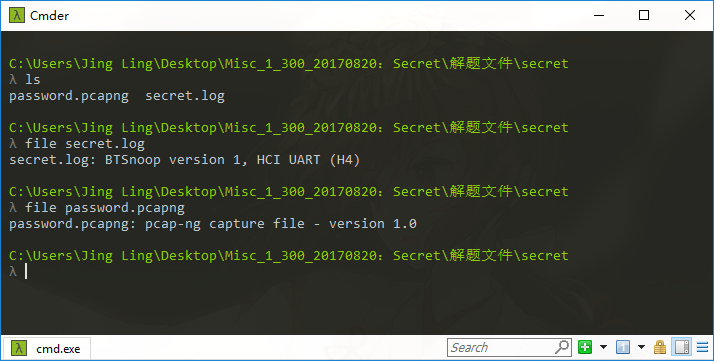 Cmder
C:\Users\Jing Ling\Desktop\Misc_1_300_20170820：Secret\解题文件\secret
λ ls
password.pcapng  secret.log
C:\Users\Jing Ling\Desktop\Misc_1_300_20170820：Secret\解题文件\secret
λ file secret.log
secret.log: BTSnoop version 1, HCI UART (H4)
C:\Users\Jing Ling\Desktop\Misc_1_300_20170820：Secret\解题文件\secret
λ file password.pcapng
password.pcapng: pcap-ng capture file - version 1.0
C:\Users\Jing Ling\Desktop\Misc_1_300_20170820：Secret\解题文件\secret
λ
λ cmd.exe
Search